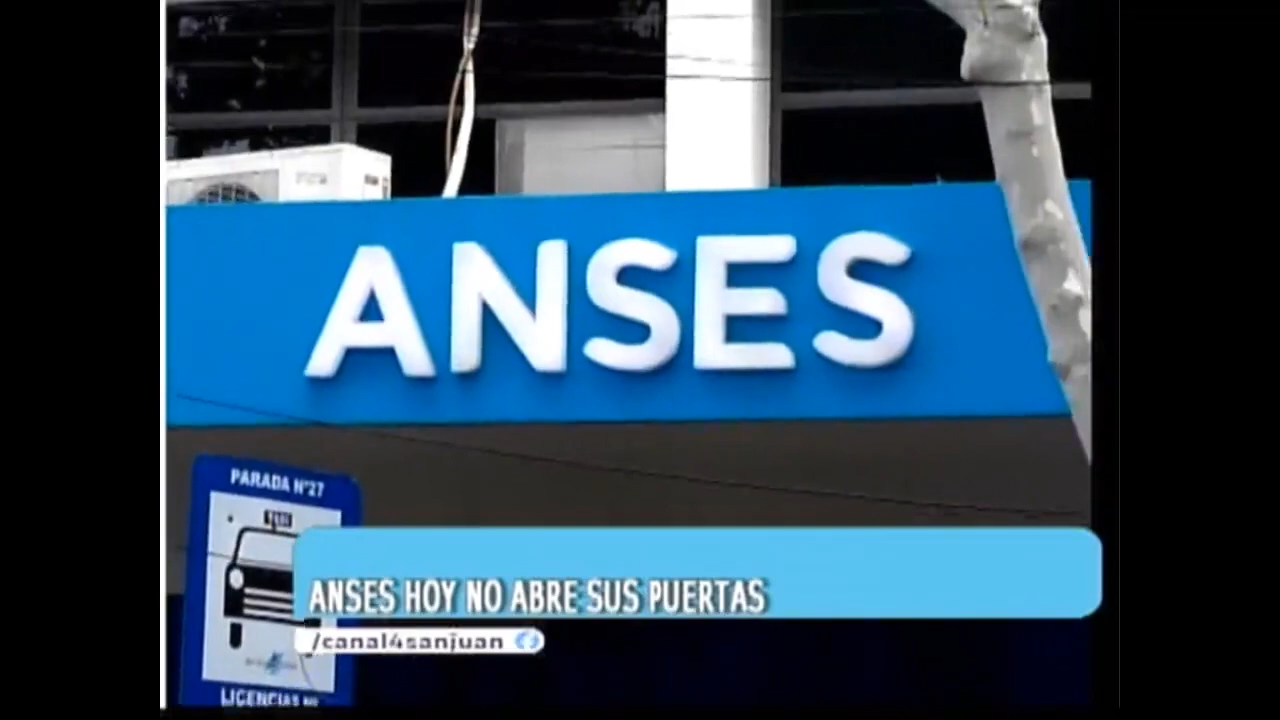 ANSES
PARADA N°27
TAXI
ANSES HOY NO ABRE SUS PUERTAS
/canal4sanjuan
LICENCIAS